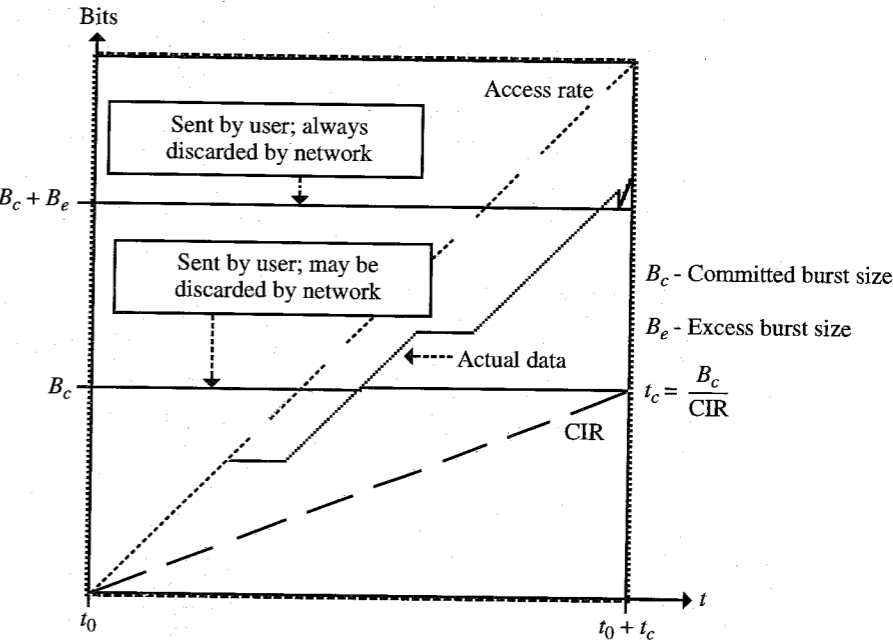 Bits
Access rate
Sent by user; always
discarded by network
B_c + B_e
Sent by user; may be
discarded by network
B_c - Committed burst size
B_e - Excess burst size
Actual data
B_c
t_c = B_c / CIR
CIR
t
t_0
t_0 + t_c